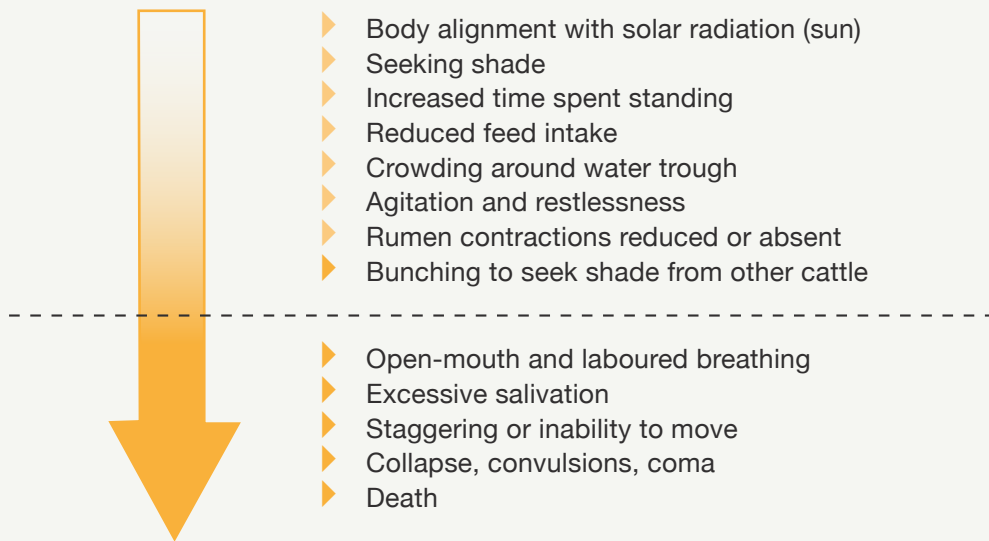 Body alignment with solar radiation (sun)
Seeking shade
Increased time spent standing
Reduced feed intake
Crowding around water trough
Agitation and restlessness
Rumen contractions reduced or absent
Bunching to seek shade from other cattle
Open-mouth and laboured breathing
Excessive salivation
Staggering or inability to move
Collapse, convulsions, coma
Death